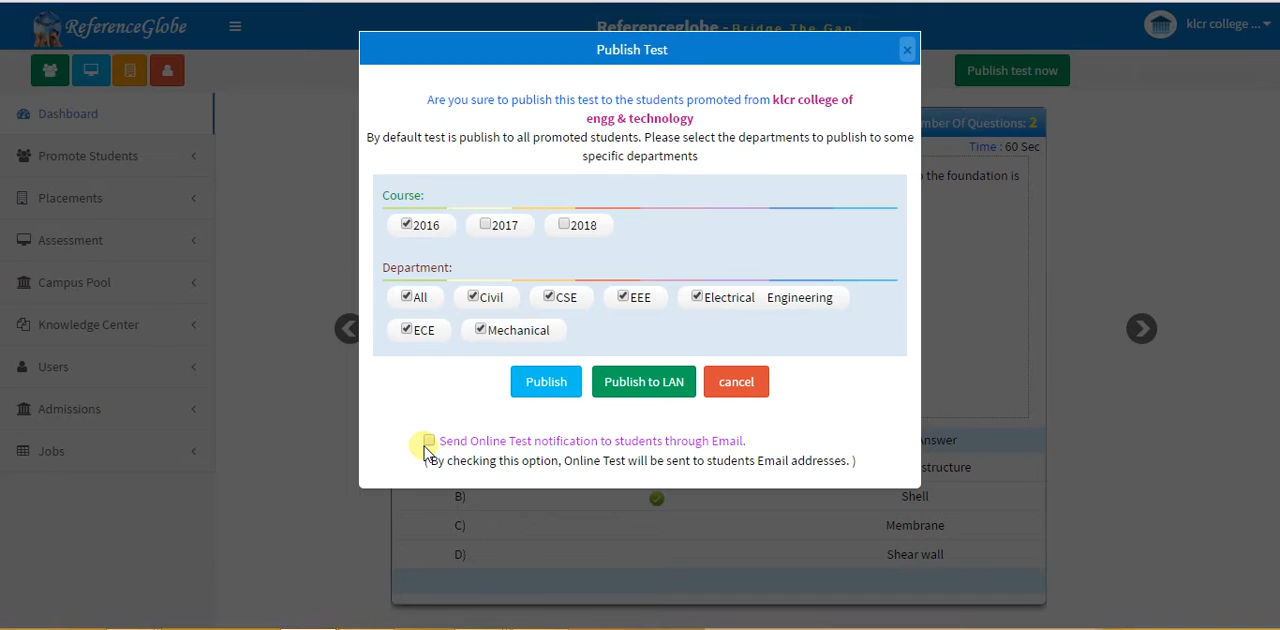 ReferenceGlobe
Referenceglobe - Bridge The Gap
klcr college ...
Publish Test
×
Publish test now
Dashboard
Promote Students
Placements
Assessment
Campus Pool
Knowledge Center
Users
Admissions
Jobs
Are you sure to publish this test to the students promoted from klcr college of
engg & technology
By default test is publish to all promoted students. Please select the departments to publish to some
specific departments
Course:
2016 2017 2018
Department:
All Civil CSE EEE Electrical Engineering
ECE Mechanical
Publish Publish to LAN cancel
Send Online Test notification to students through Email.
( By checking this option, Online Test will be sent to students Email addresses. )
Number Of Questions: 2
Time : 60 Sec
the foundation is
Answer
structure
B) Shell
C) Membrane
D) Shear wall